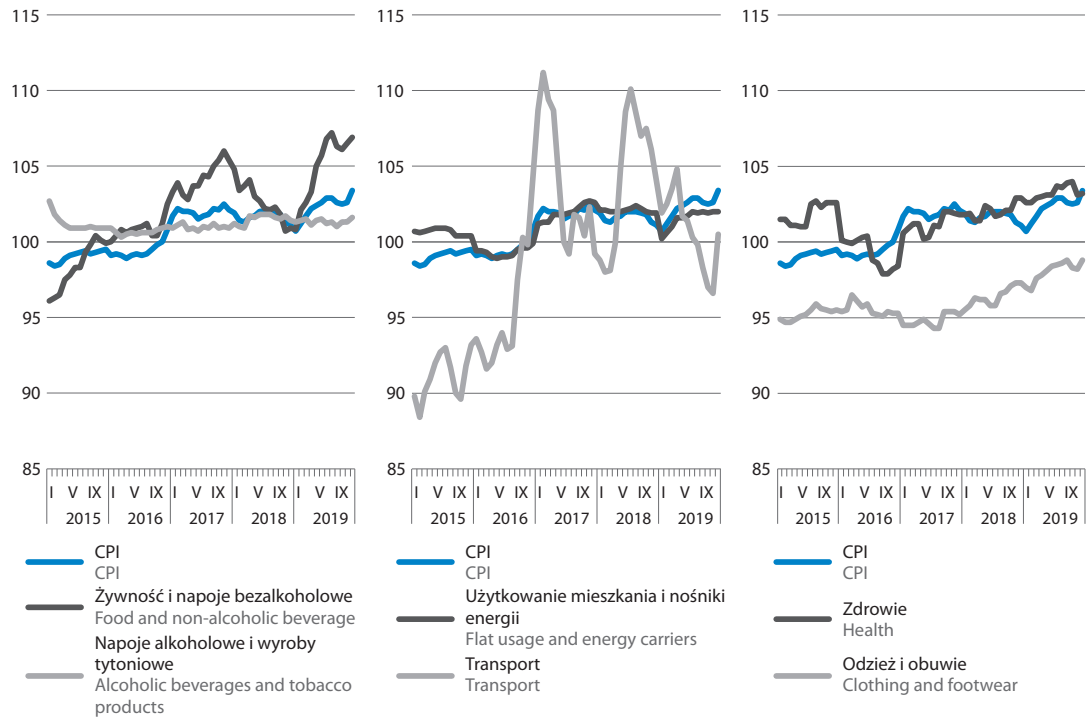 115
110
105
100
95
90
85
I V IX I V IX I V IX I V IX I V IX
2015 2016 2017 2018 2019
CPI
CPI
Żywność i napoje bezalkoholowe
Food and non-alcoholic beverage
Napoje alkoholowe i wyroby
tytoniowe
Alcoholic beverages and tobacco
products
115
110
105
100
95
90
85
I V IX I V IX I V IX I V IX I V IX
2015 2016 2017 2018 2019
CPI
CPI
Użytkowanie mieszkania i nośniki
energii
Flat usage and energy carriers
Transport
Transport
115
110
105
100
95
90
85
I V IX I V IX I V IX I V IX I V IX
2015 2016 2017 2018 2019
CPI
CPI
Zdrowie
Health
Odzież i obuwie
Clothing and footwear